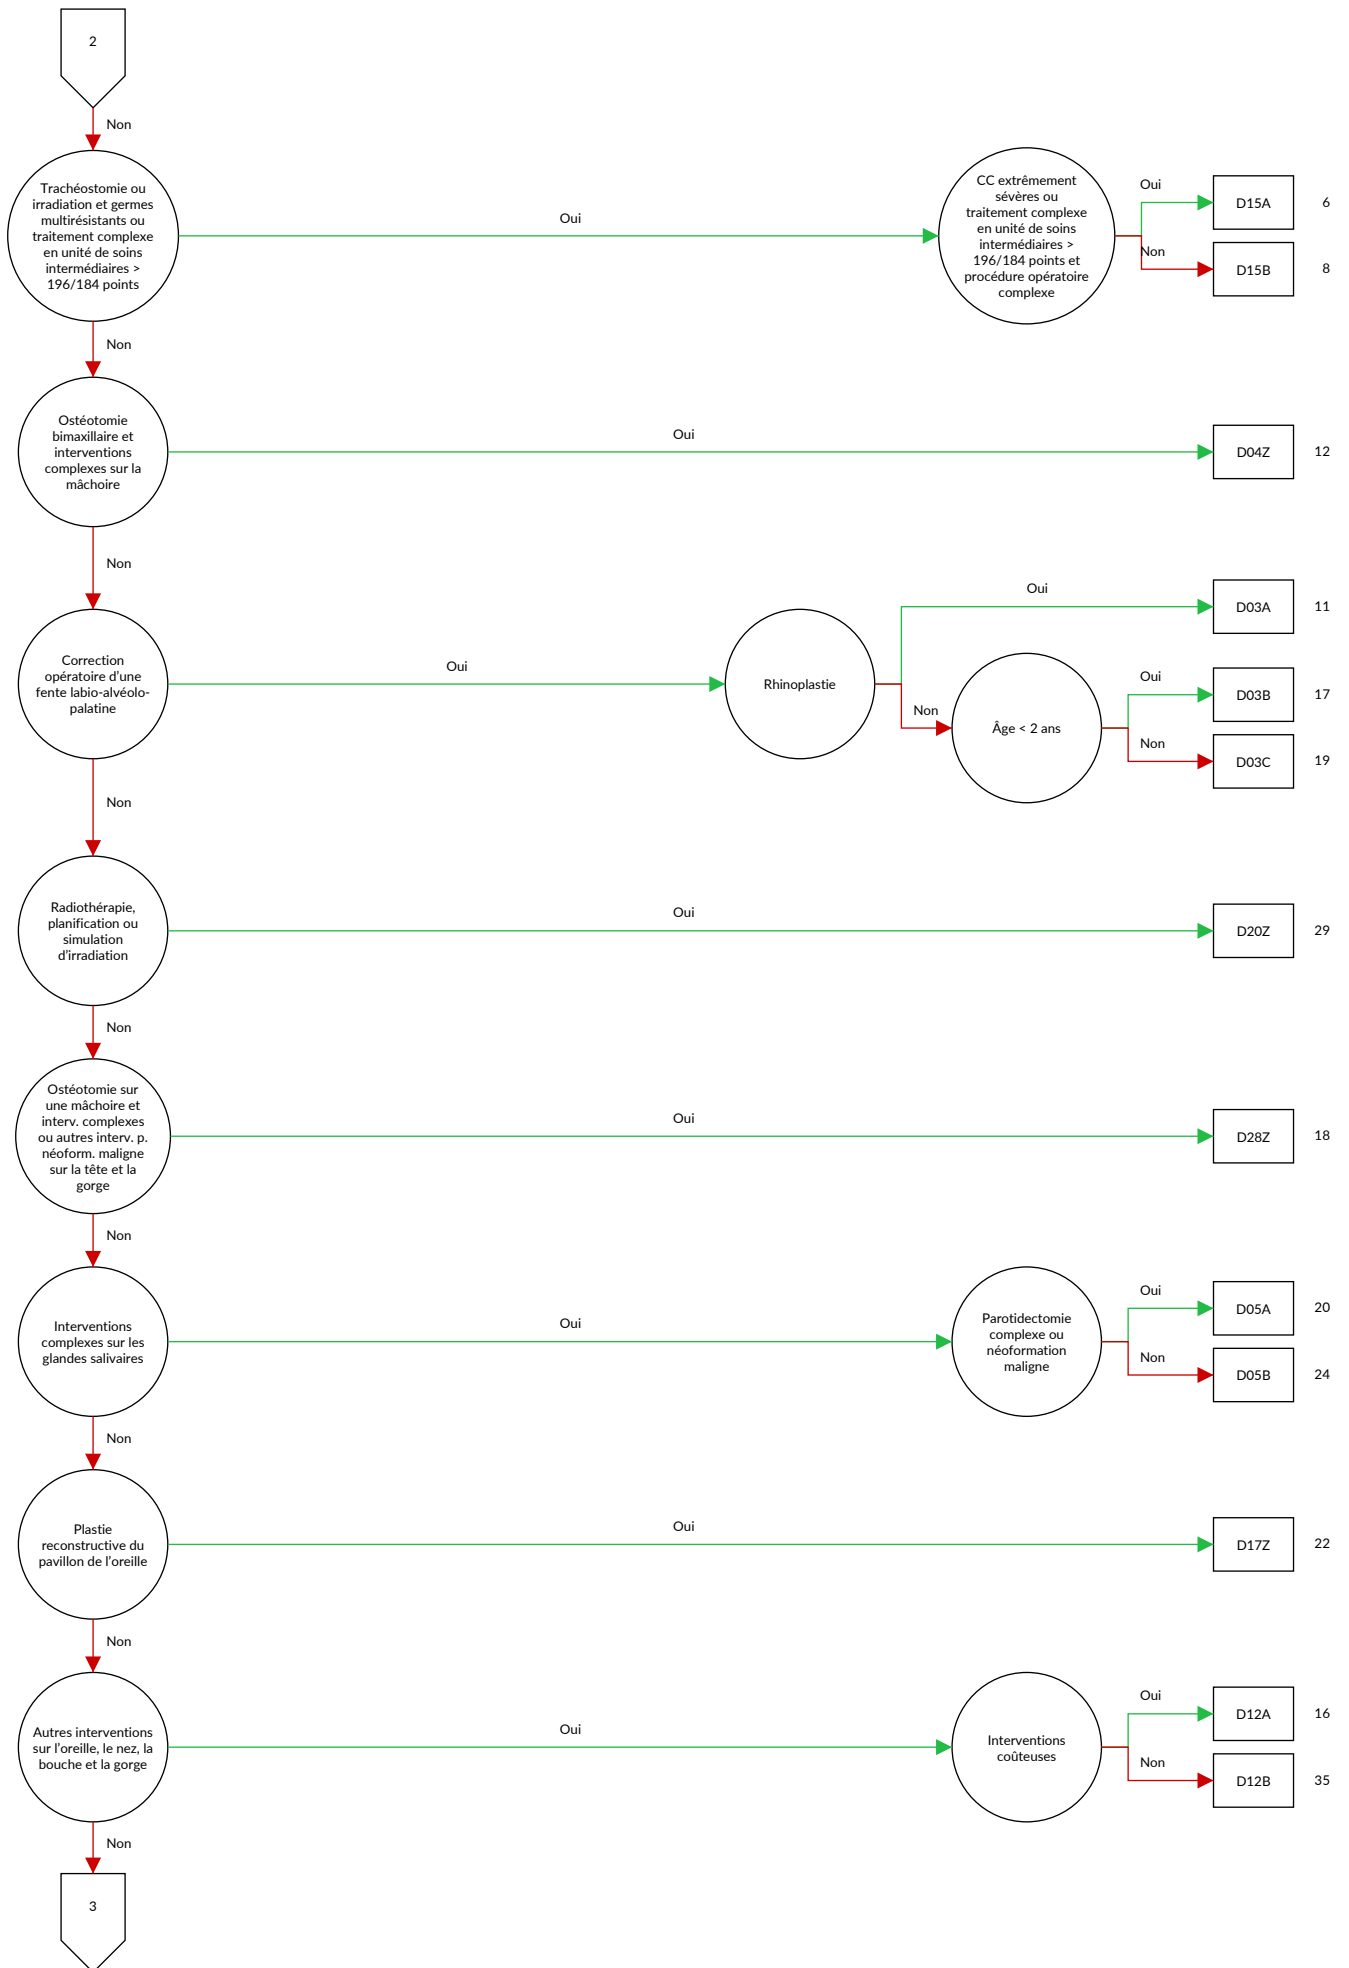 2
Non
Trachéostomie ou
irradiation et germes
multirésistants ou
traitement complexe
en unité de soins
intermédiaires >
196/184 points
Oui
CC extrêmement
sévères ou
traitement complexe
en unité de soins
intermédiaires >
196/184 points et
procédure opératoire
complexe
Oui
D15A
6
Non
D15B
8
Non
Ostéotomie
bimaxillaire et
interventions
complexes sur la
mâchoire
Oui
D04Z
12
Non
Correction
opératoire d'une
fente labio-alvéolo-
palatine
Oui
Rhinoplastie
Oui
D03A
11
Non
Âge < 2 ans
Oui
D03B
17
Non
D03C
19
Non
Radiothérapie,
planification ou
simulation
d'irradiation
Oui
D20Z
29
Non
Ostéotomie sur
une mâchoire et
interv. complexes
ou autres interv. p.
néoform. maligne
sur la tête et la
gorge
Oui
D28Z
18
Non
Interventions
complexes sur les
glandes salivaires
Oui
Parotidectomie
complexe ou
néoformation
maligne
Oui
D05A
20
Non
D05B
24
Non
Plastie
reconstructive du
pavillon de l'oreille
Oui
D17Z
22
Non
Autres interventions
sur l'oreille, le nez, la
bouche et la gorge
Oui
Interventions
coûteuses
Oui
D12A
16
Non
D12B
35
Non
3